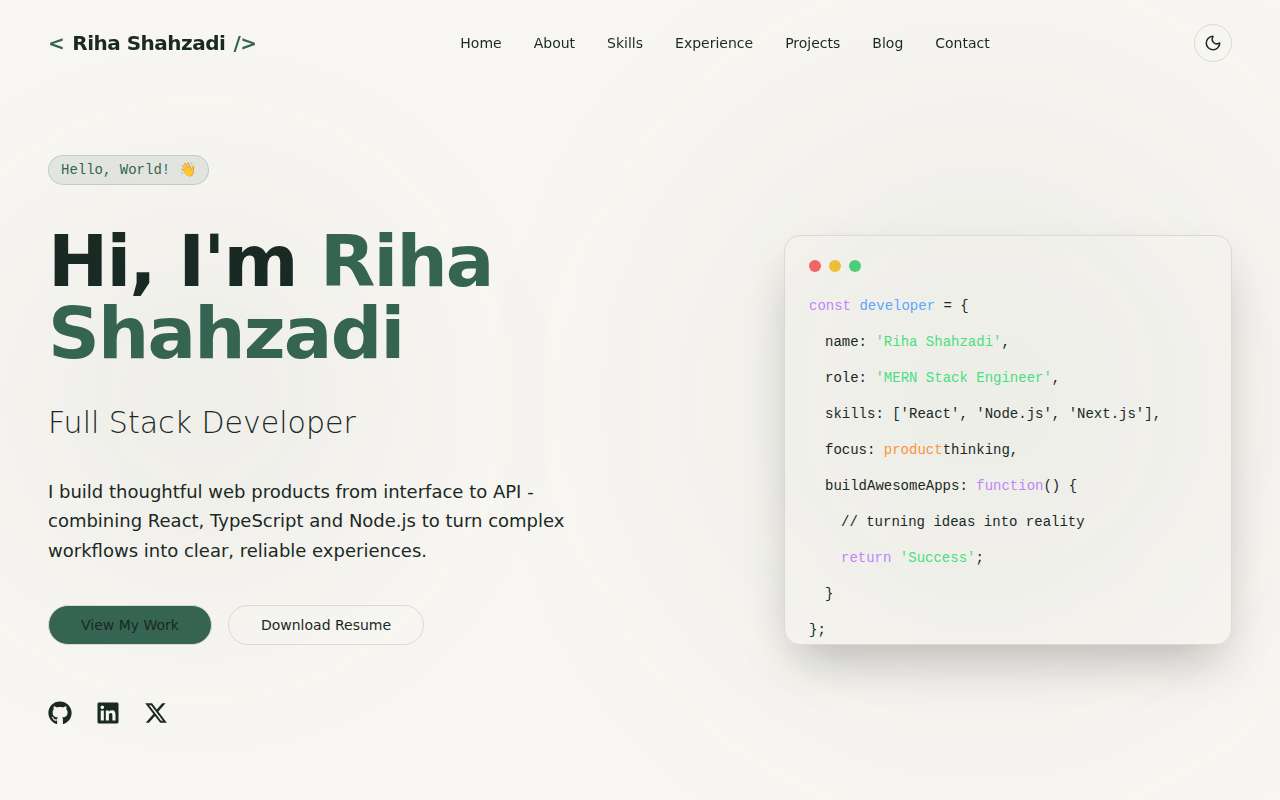 < Riha Shahzadi />
Home About Skills Experience Projects Blog Contact
Hello, World! 👋
Hi, I'm Riha
Shahzadi
Full Stack Developer
I build thoughtful web products from interface to API -
combining React, TypeScript and Node.js to turn complex
workflows into clear, reliable experiences.
View My Work
Download Resume
const developer = {
name: 'Riha Shahzadi',
role: 'MERN Stack Engineer',
skills: ['React', 'Node.js', 'Next.js'],
focus: productthinking,
buildAwesomeApps: function() {
// turning ideas into reality
return 'Success';
}
};